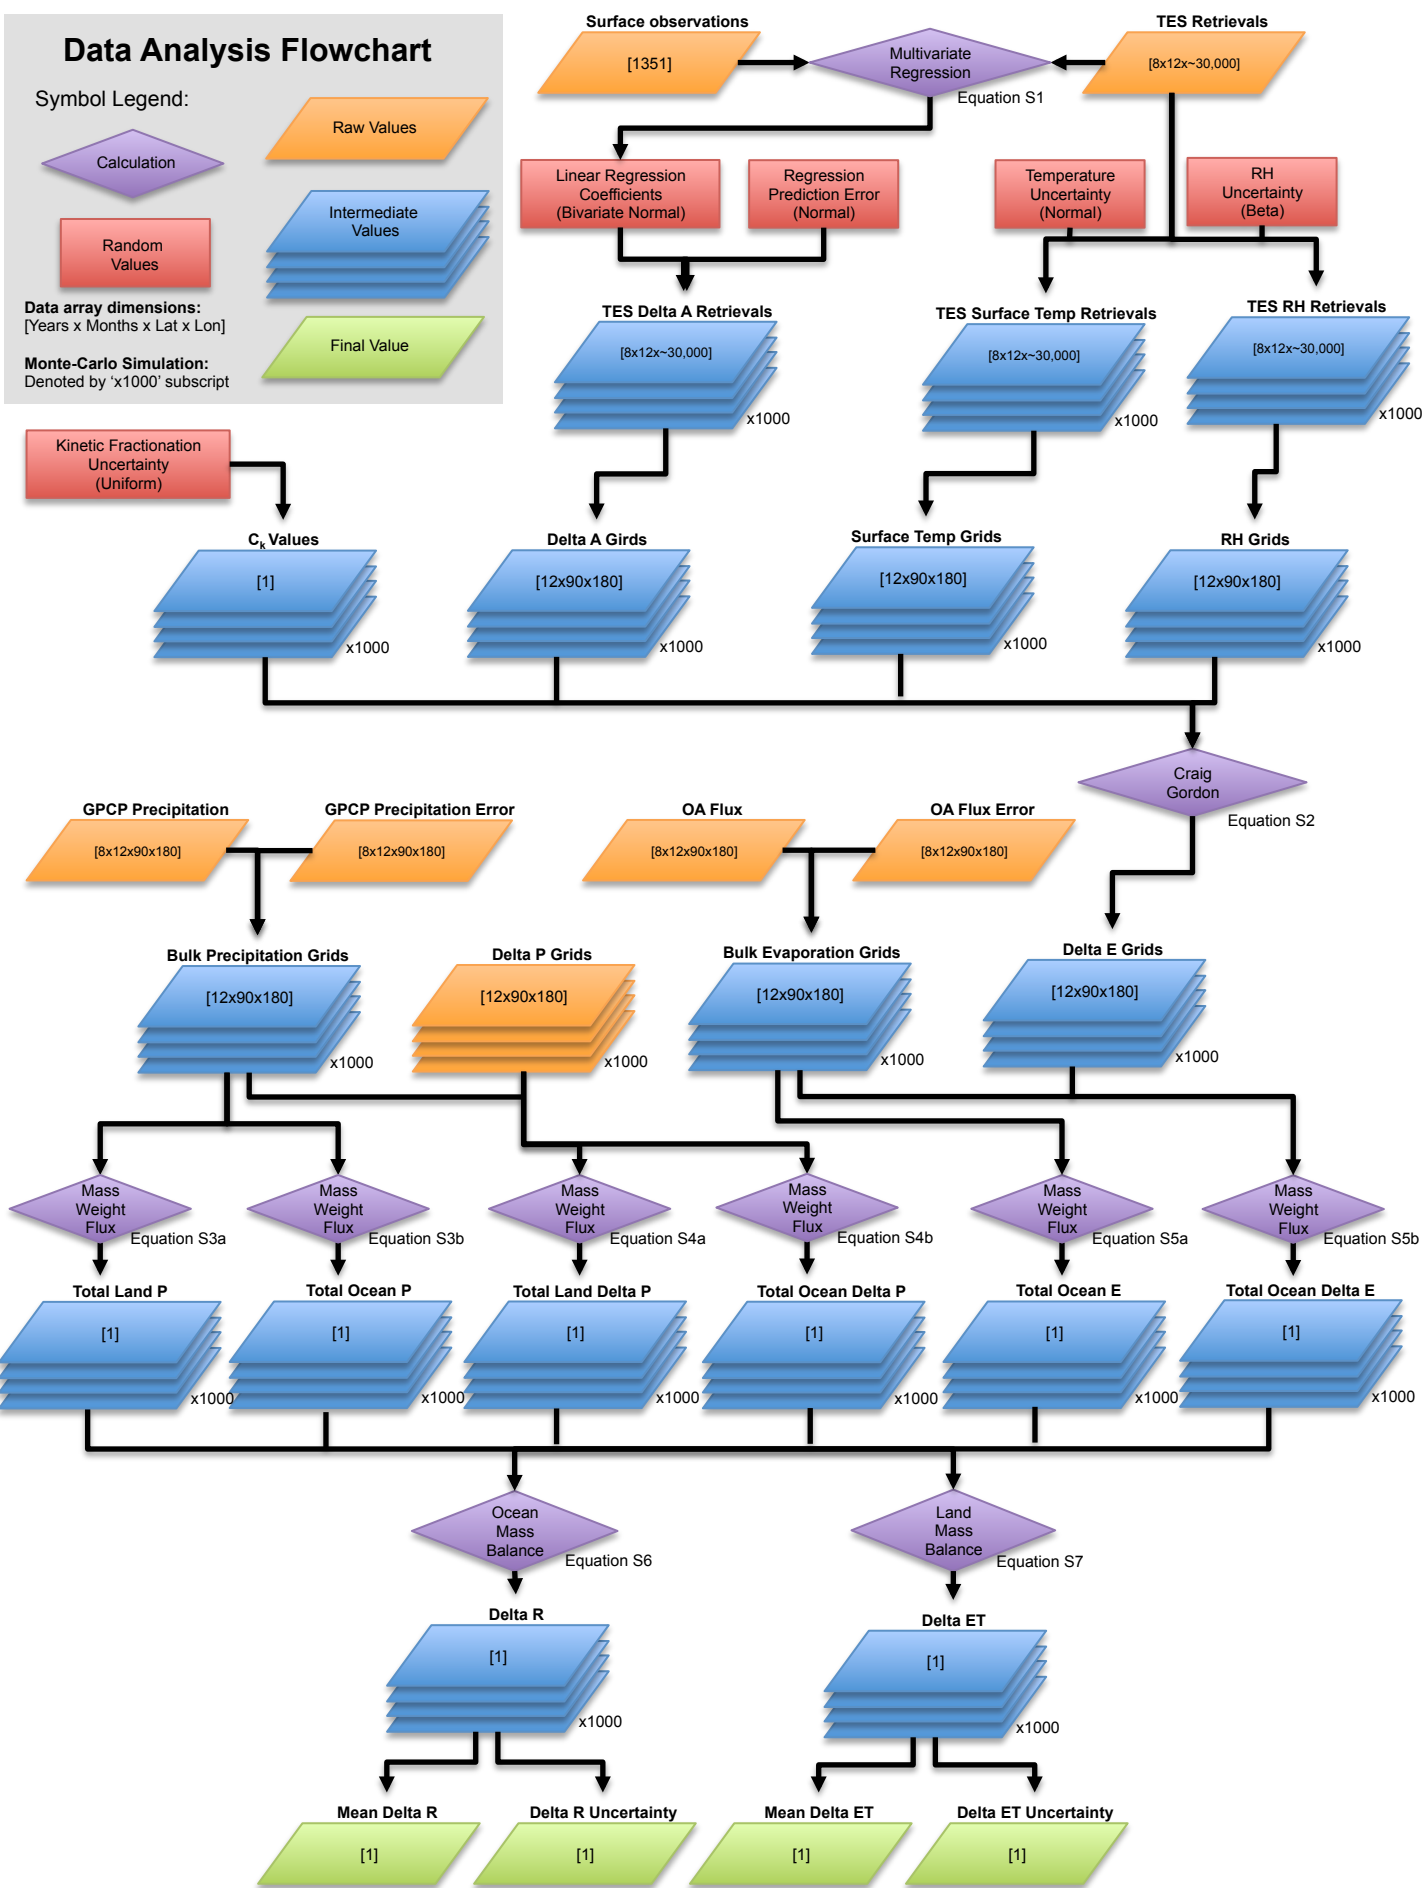 Data Analysis Flowchart
Symbol Legend:
Calculation
Raw Values
Intermediate
Values
Random
Values
Final Value
Data array dimensions:
[Years x Months x Lat x Lon]
Monte-Carlo Simulation:
Denoted by ‘x1000’ subscript
Surface observations
[1351]
Multivariate
Regression
Equation S1
TES Retrievals
[8x12x~30,000]
Linear Regression
Coefficients
(Bivariate Normal)
Regression
Prediction Error
(Normal)
Temperature
Uncertainty
(Normal)
RH
Uncertainty
(Beta)
TES Delta A Retrievals
[8x12x~30,000]
x1000
TES Surface Temp Retrievals
[8x12x~30,000]
x1000
TES RH Retrievals
[8x12x~30,000]
x1000
Kinetic Fractionation
Uncertainty
(Uniform)
Ck Values
[1]
x1000
Delta A Girds
[12x90x180]
x1000
Surface Temp Grids
[12x90x180]
x1000
RH Grids
[12x90x180]
x1000
Craig
Gordon
Equation S2
GPCP Precipitation
[8x12x90x180]
GPCP Precipitation Error
[8x12x90x180]
OA Flux
[8x12x90x180]
OA Flux Error
[8x12x90x180]
Bulk Precipitation Grids
[12x90x180]
x1000
Delta P Grids
[12x90x180]
x1000
Bulk Evaporation Grids
[12x90x180]
x1000
Delta E Grids
[12x90x180]
x1000
Mass
Weight
Flux
Equation S3a
Mass
Weight
Flux
Equation S3b
Mass
Weight
Flux
Equation S4a
Mass
Weight
Flux
Equation S4b
Mass
Weight
Flux
Equation S5a
Mass
Weight
Flux
Equation S5b
Total Land P
[1]
x1000
Total Ocean P
[1]
x1000
Total Land Delta P
[1]
x1000
Total Ocean Delta P
[1]
x1000
Total Ocean E
[1]
x1000
Total Ocean Delta E
[1]
x1000
Ocean
Mass
Balance
Equation S6
Land
Mass
Balance
Equation S7
Delta R
[1]
x1000
Delta ET
[1]
x1000
Mean Delta R
[1]
Delta R Uncertainty
[1]
Mean Delta ET
[1]
Delta ET Uncertainty
[1]